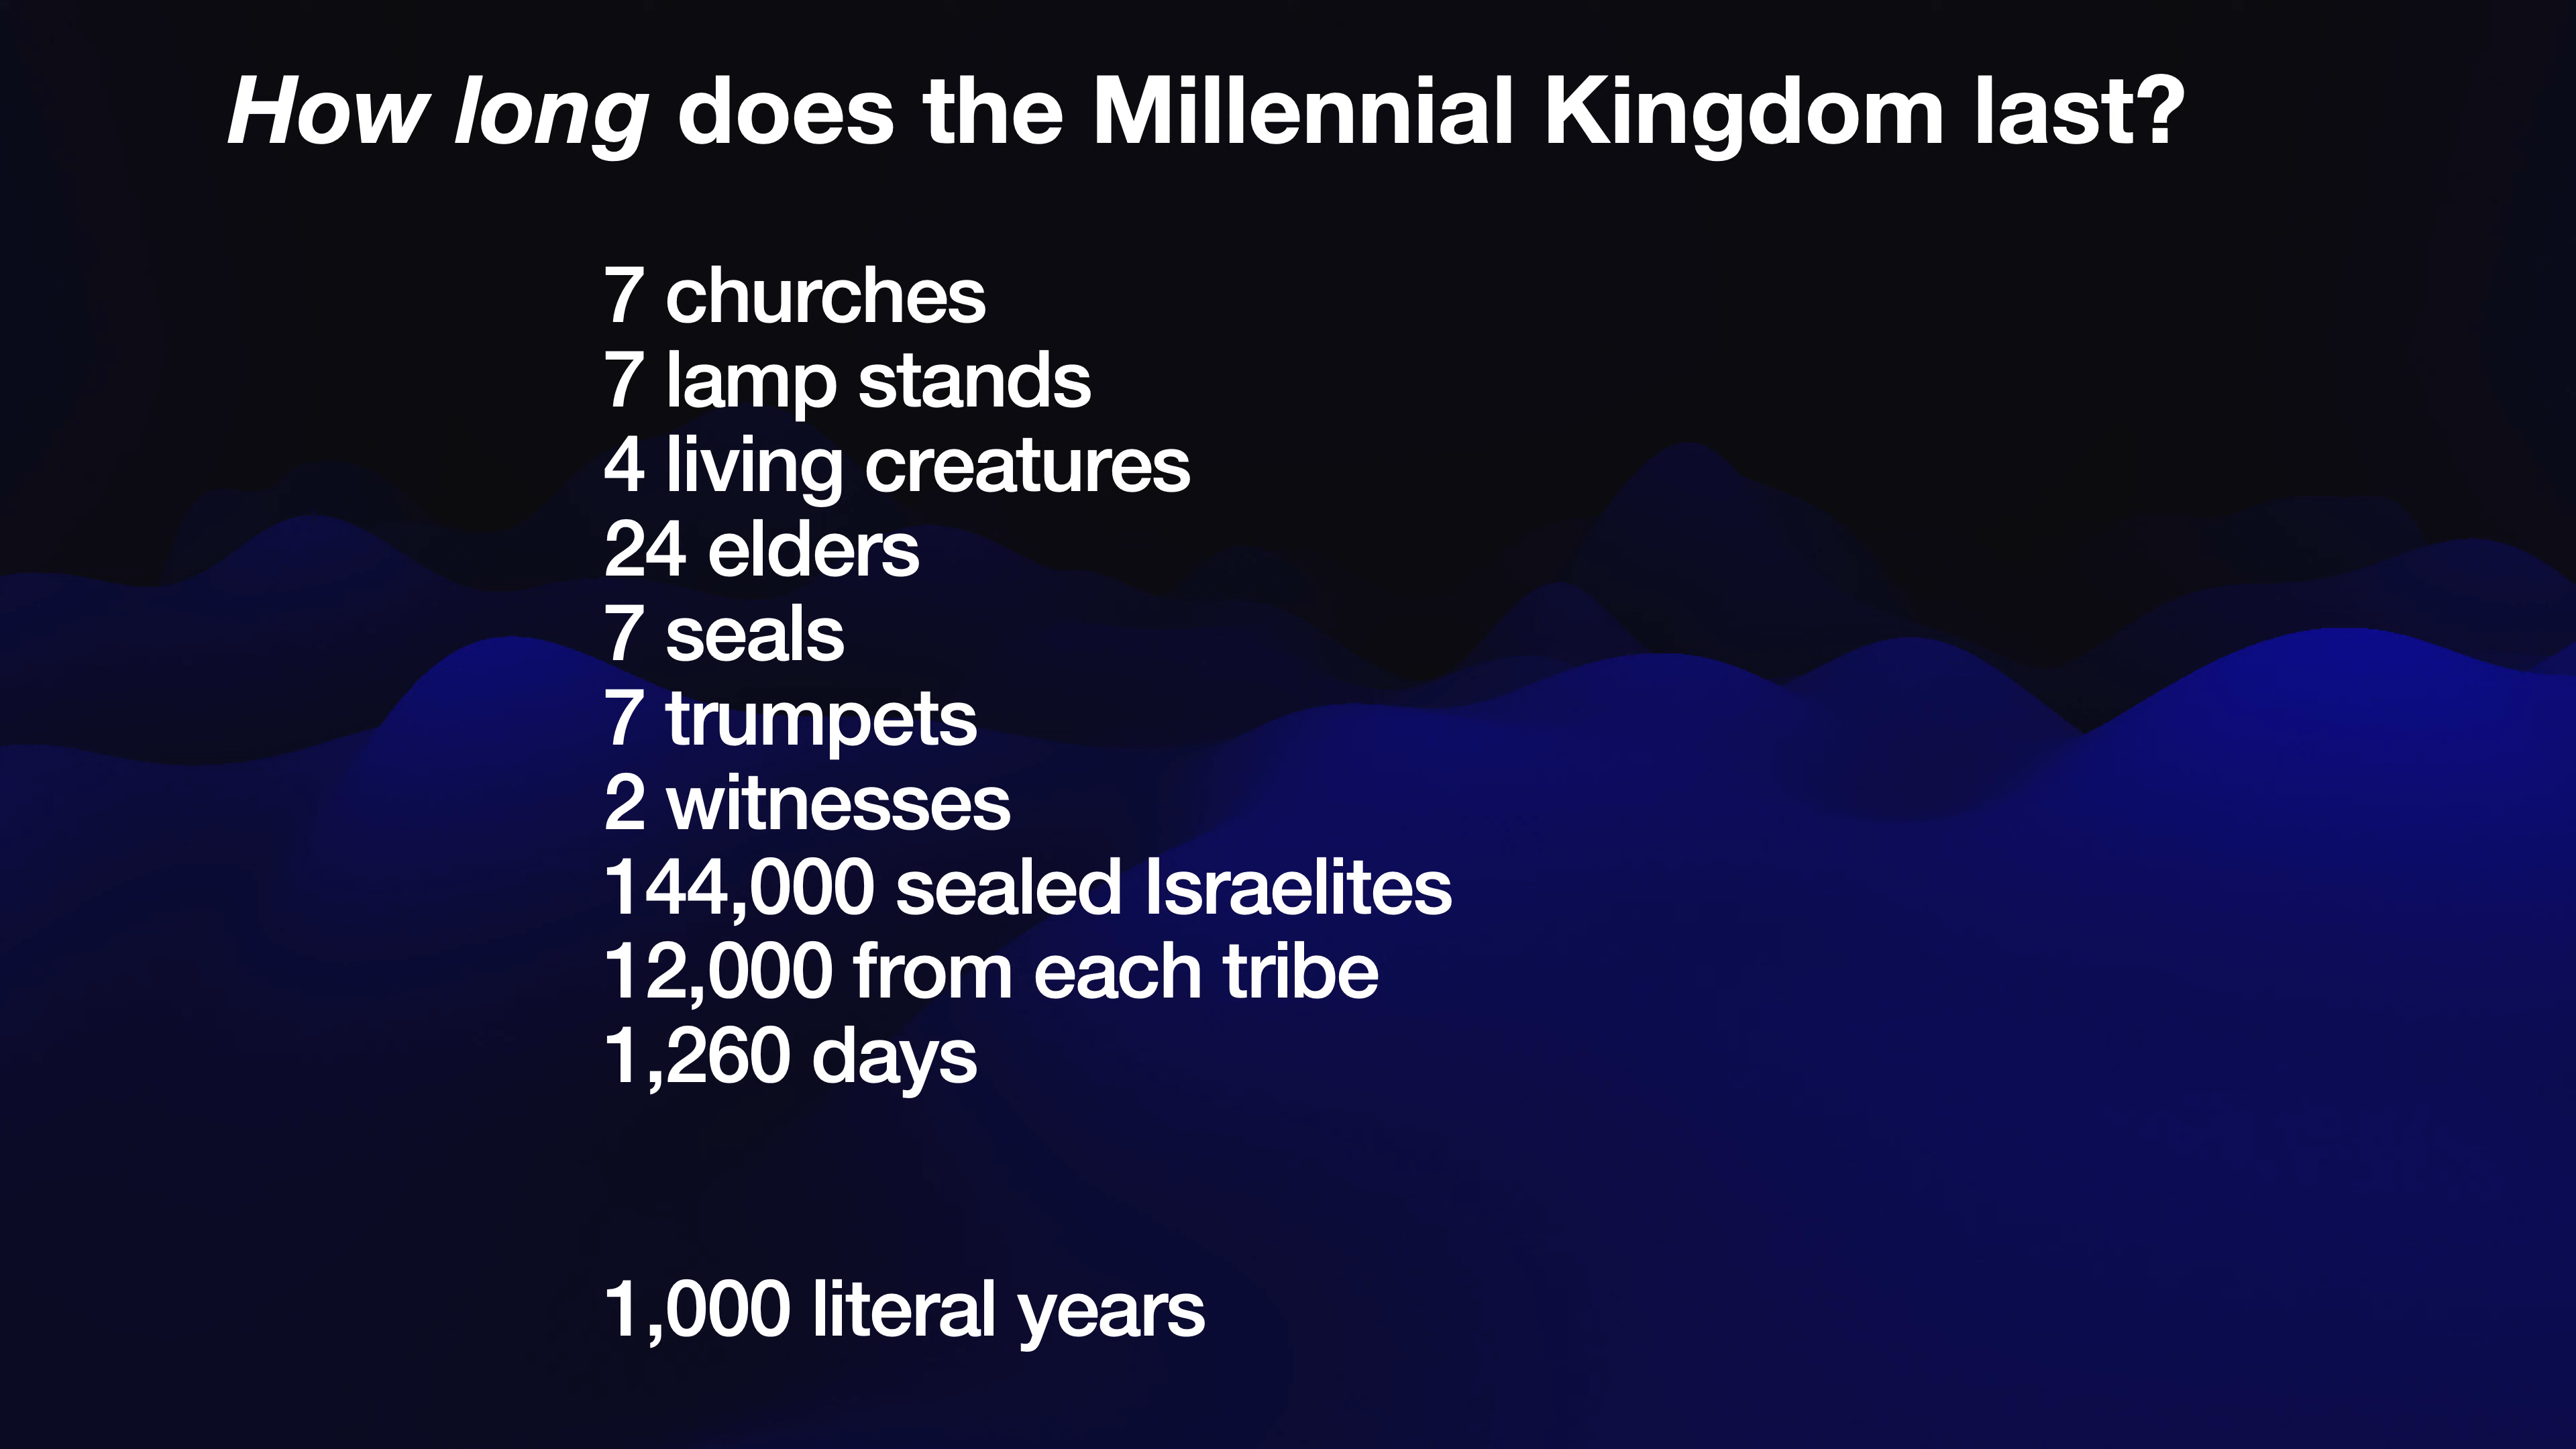 How long does the Millennial Kingdom last?
7 churches
7 lamp stands
4 living creatures
24 elders
7 seals
7 trumpets
2 witnesses
144,000 sealed Israelites
12,000 from each tribe
1,260 days
1,000 literal years